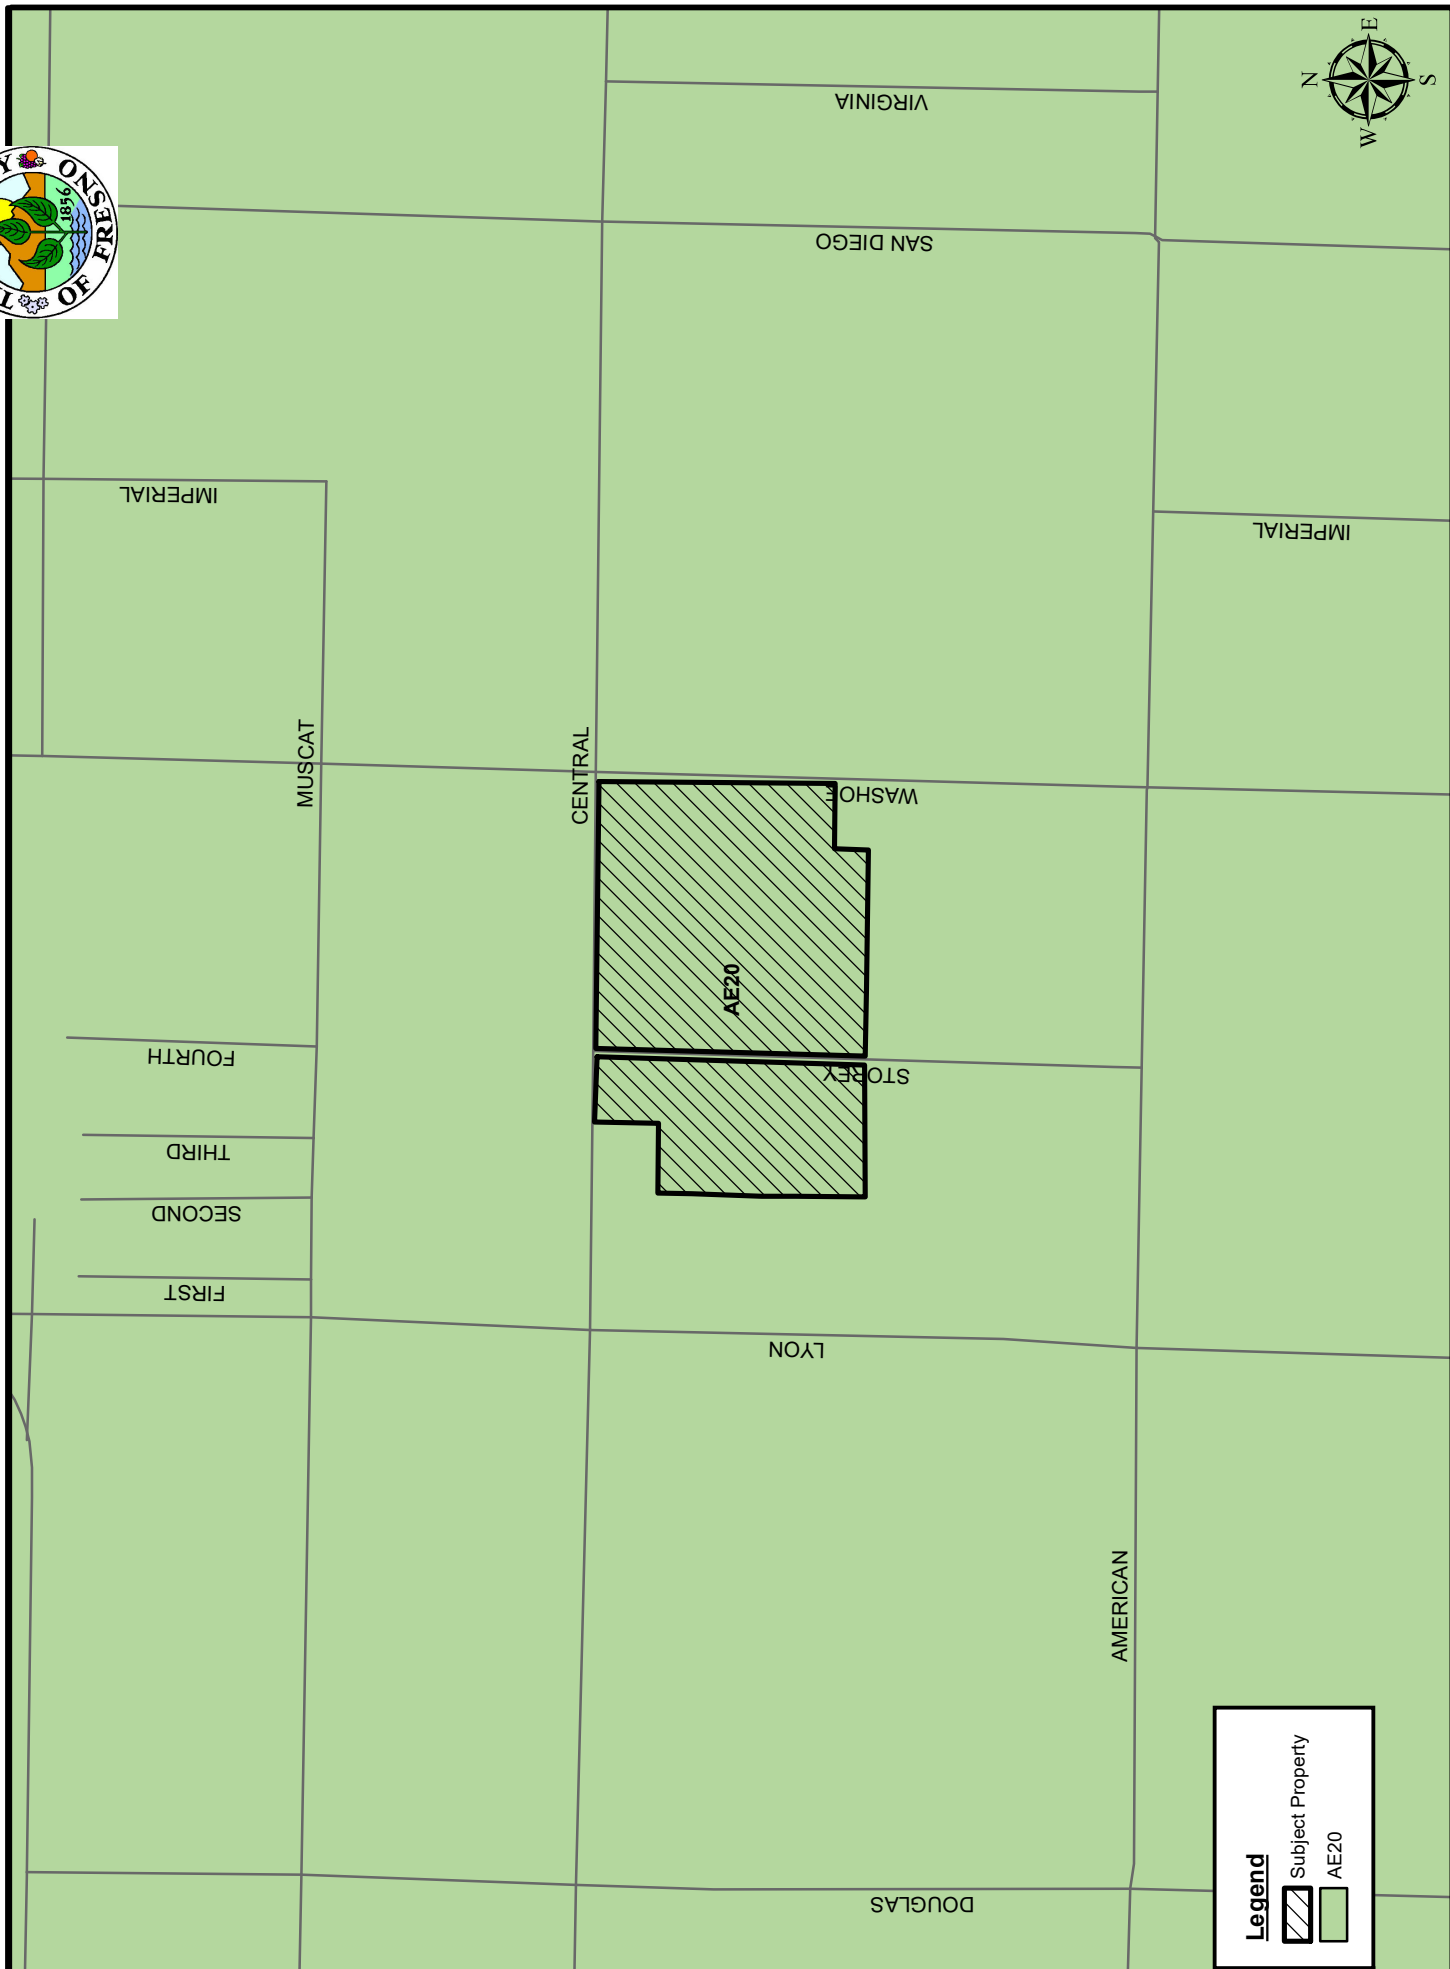 VIRGINIA
SAN DIEGO
IMPERIAL
IMPERIAL
MUSCAT
CENTRAL
WASHOE
AE20
FOURTH
STOREY
THIRD
SECOND
FIRST
LYON
AMERICAN
DOUGLAS
N
E
S
W
OF FRESNO
1856
Legend
Subject Property
AE20